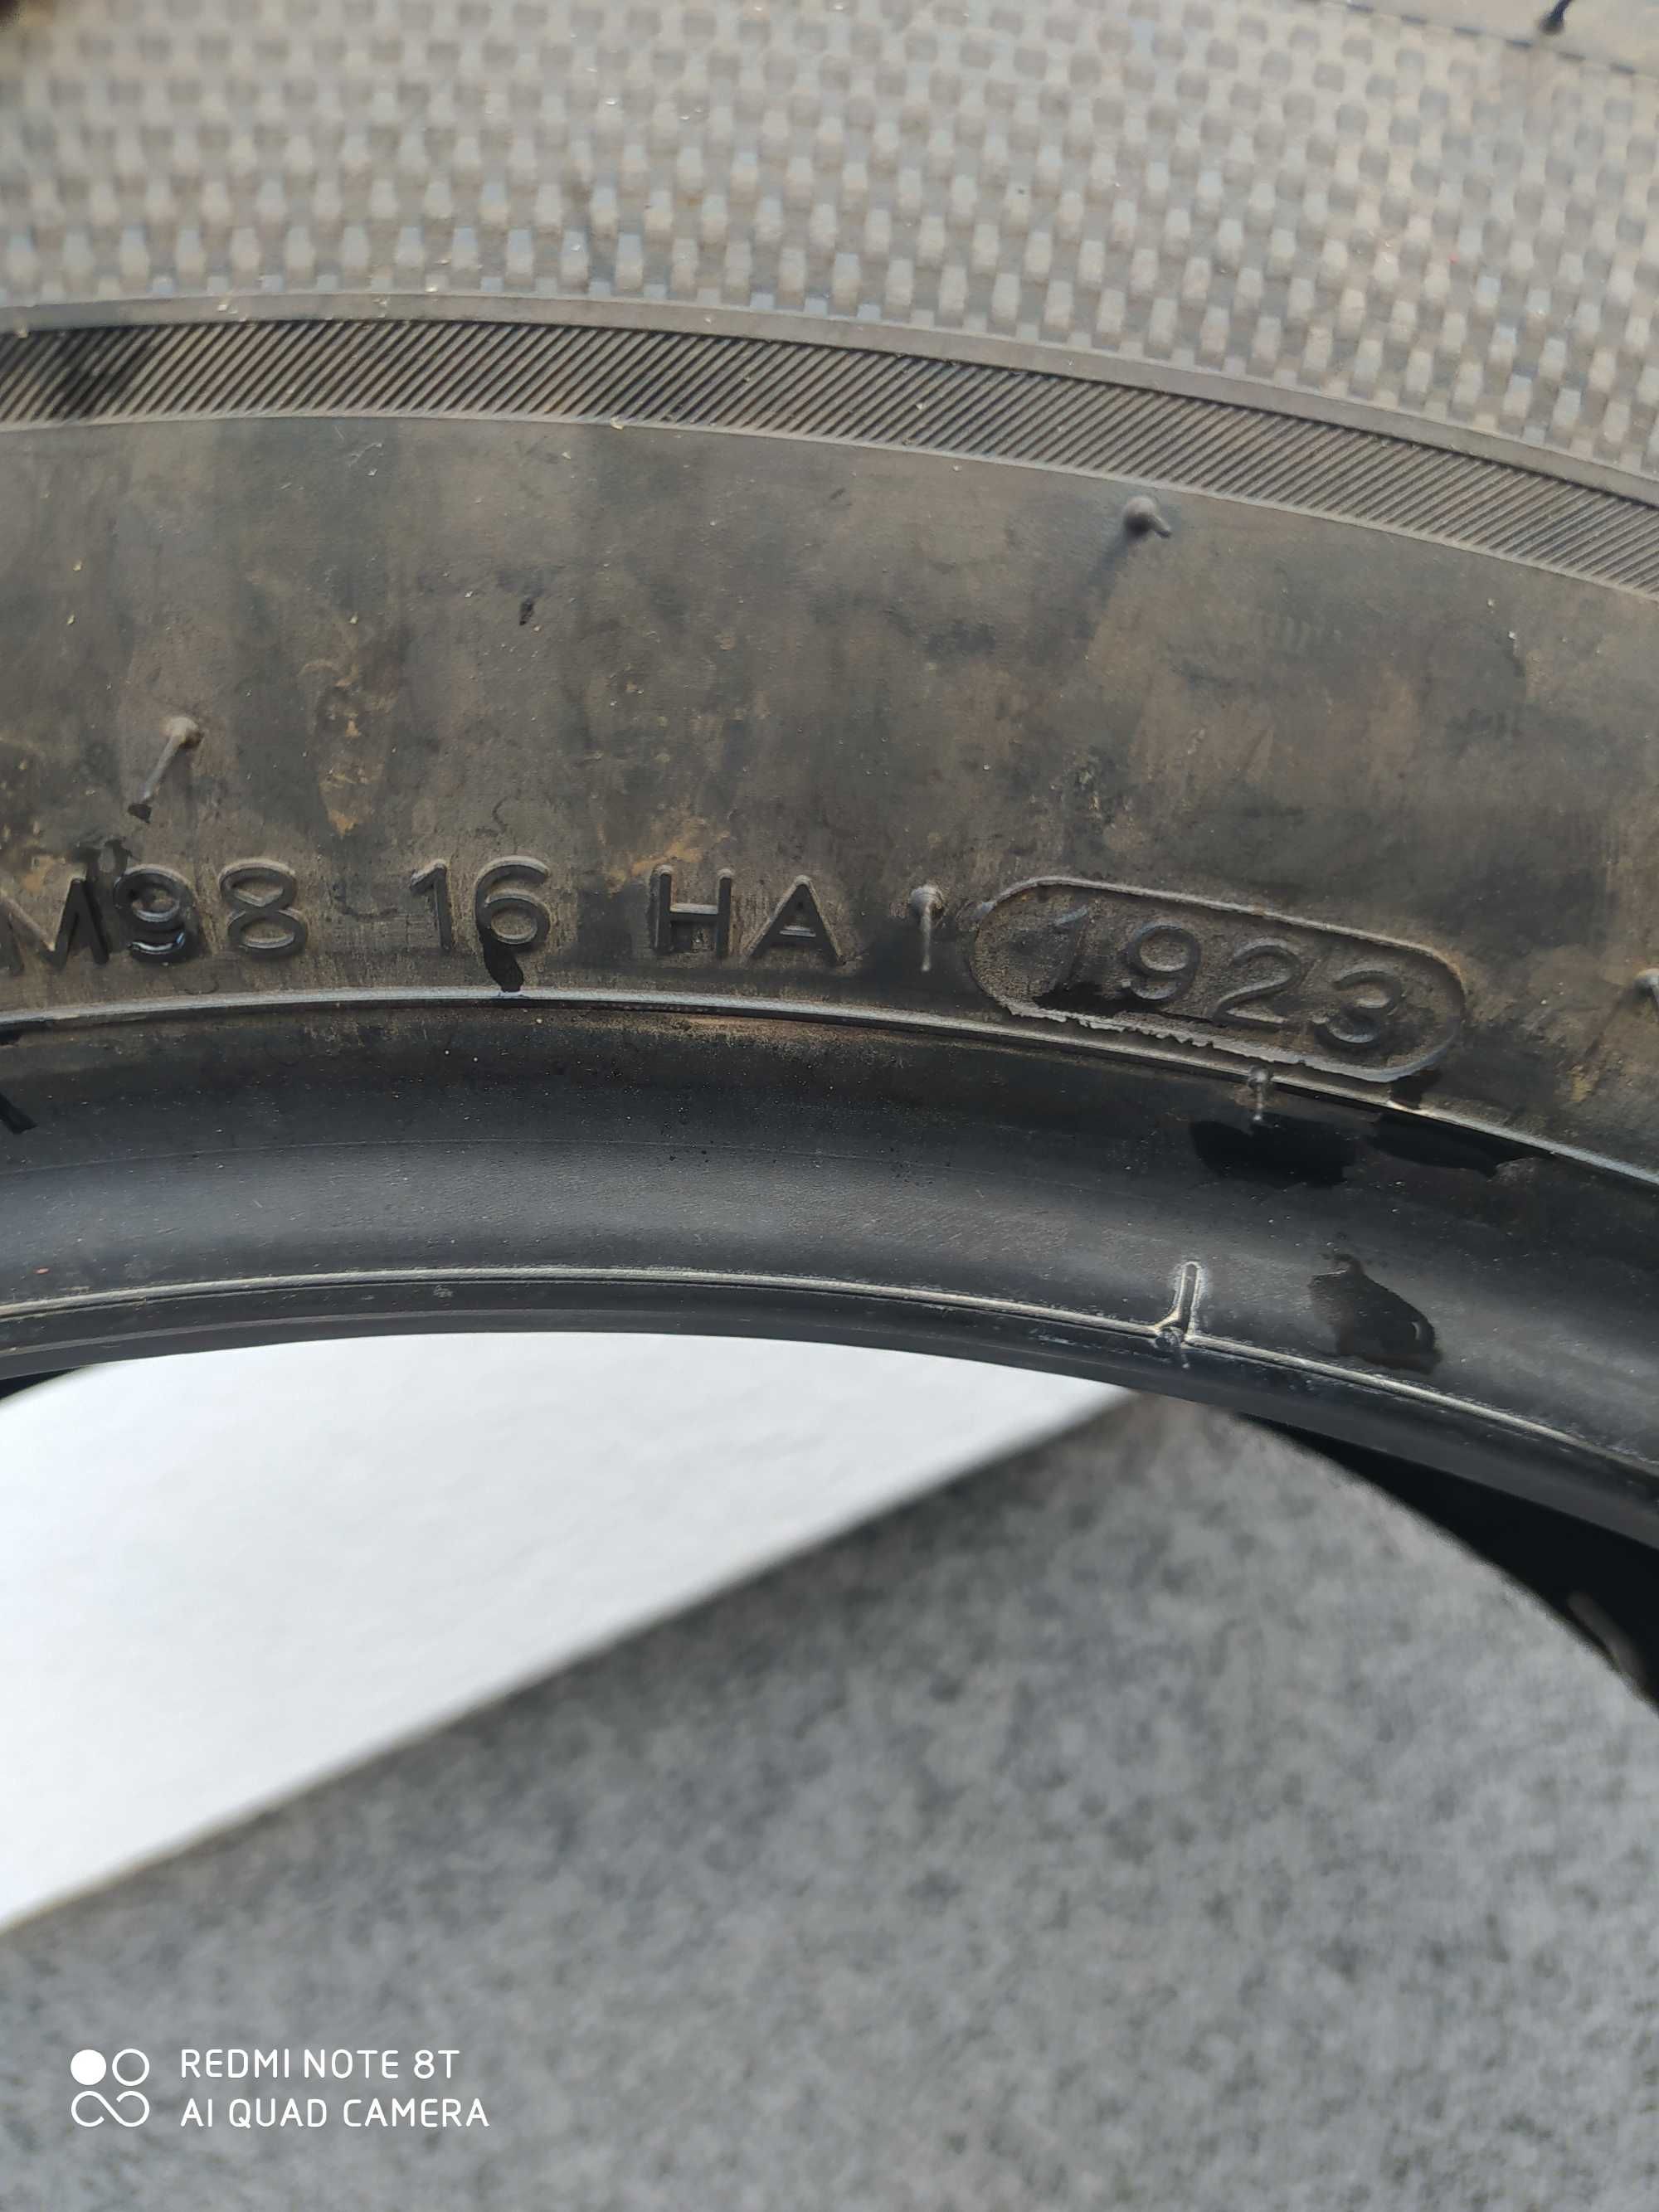 M98 16 HA 1923
REDMI NOTE 8T
AI QUAD CAMERA